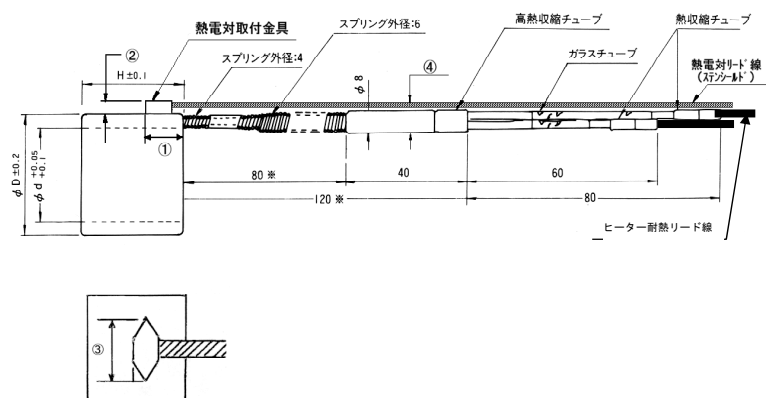 熱電対取付金具
スプリング外径:6
高熱収縮チューブ
熱収縮チューブ
②
スプリング外径:4
ガラスチューブ
H±0.1
φ8
④
熱電対リード線
(ステンシールド)
①
φD±0.2
φd +0.05 +0.1
80※
40
60
120※
80
ヒーター耐熱リード線
③